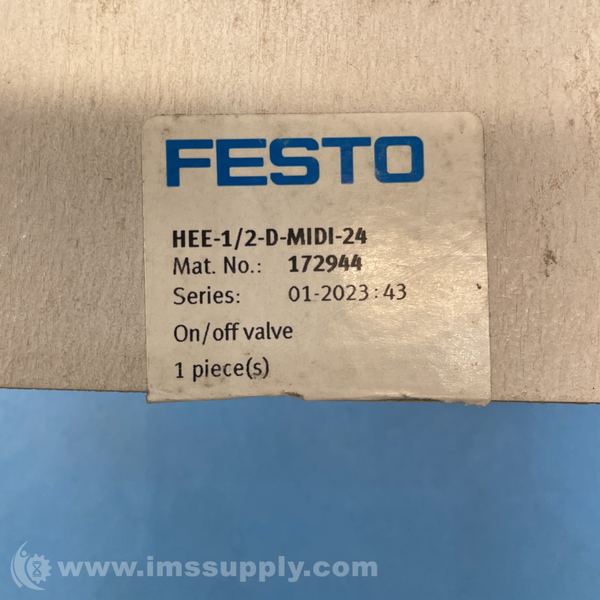 FESTO
HEE-1/2-D-MIDI-24
Mat. No.: 172944
Series: 01-2023:43
On/off valve
1 piece(s)
www.imssupply.com